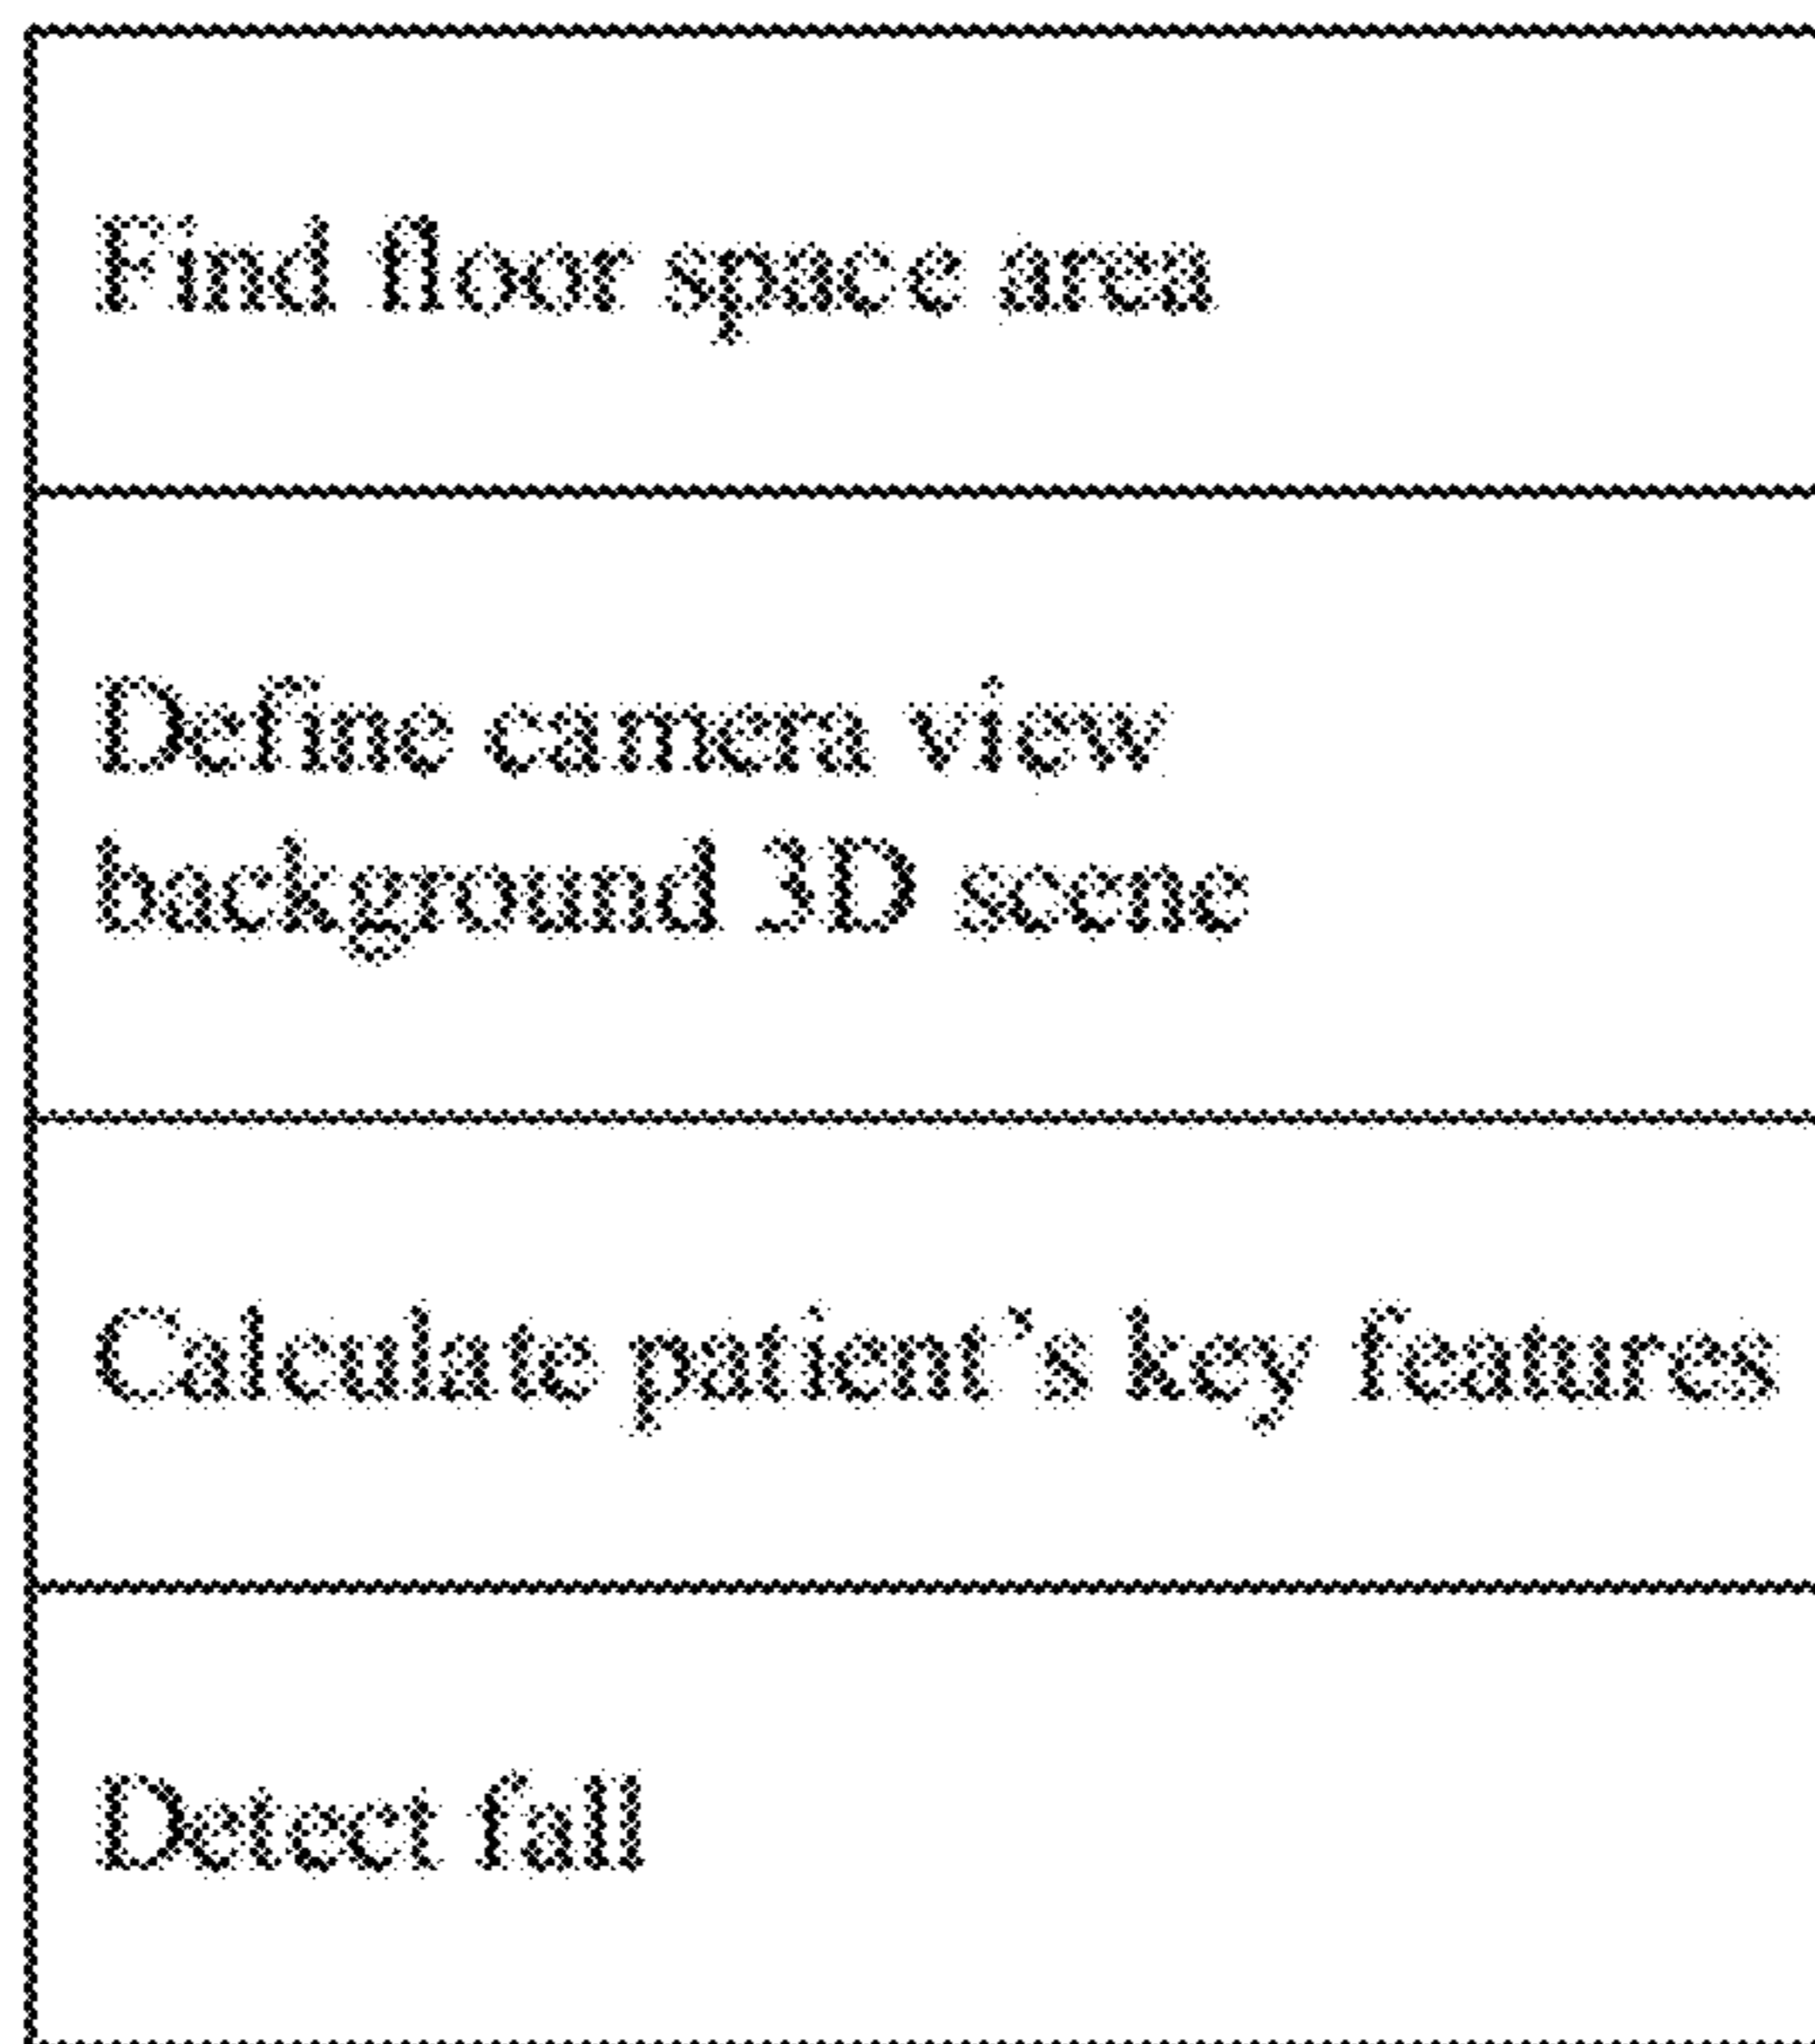 Find floor space area
Define camera view
background 3D scene
Calculate patient's key features
Detect fall